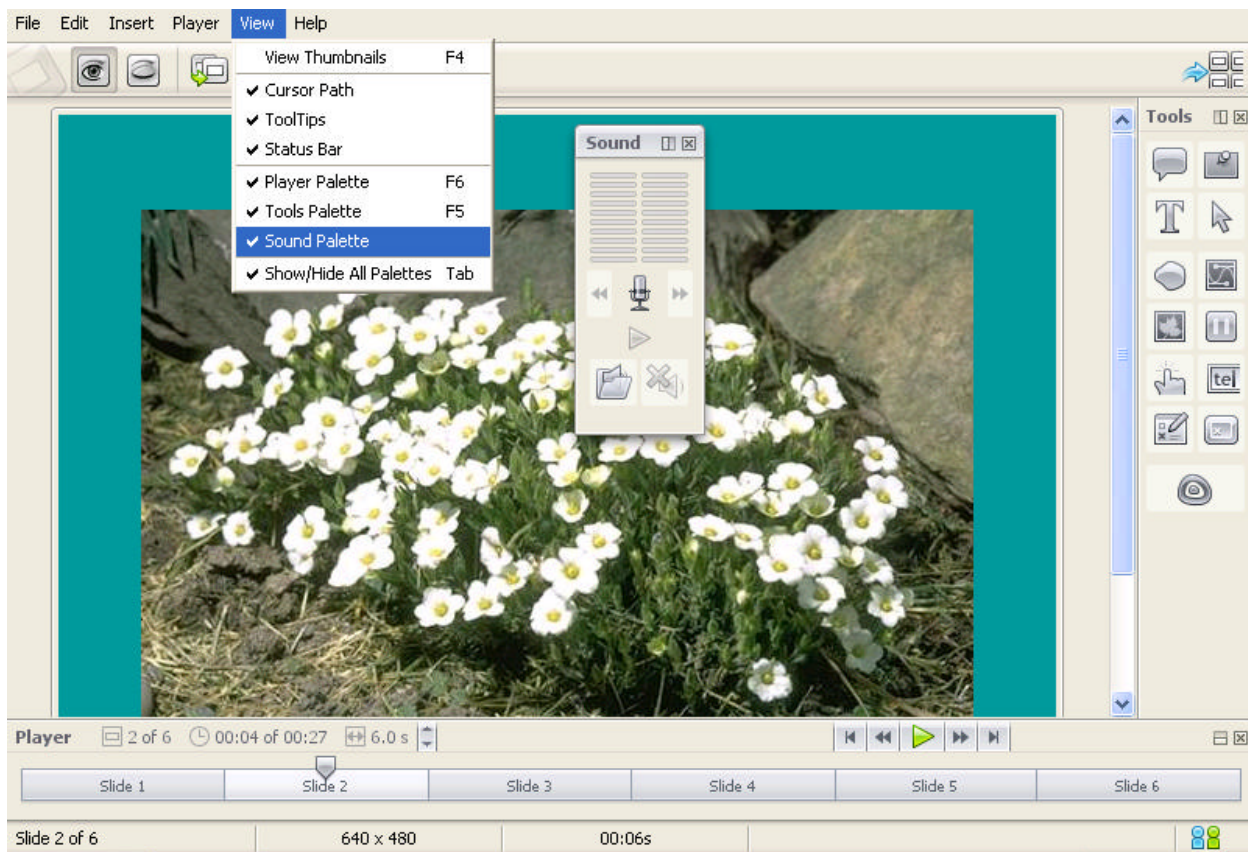 File Edit Insert Player View Help
View Thumbnails F4
Cursor Path
ToolTips
Status Bar
Player Palette F6
Tools Palette F5
Sound Palette
Show/Hide All Palettes Tab
Sound
Tools
T
tel
Player 2 of 6 00:04 of 00:27 6.0 s
Slide 1 Slide 2 Slide 3 Slide 4 Slide 5 Slide 6
Slide 2 of 6 640 x 480 00:06s